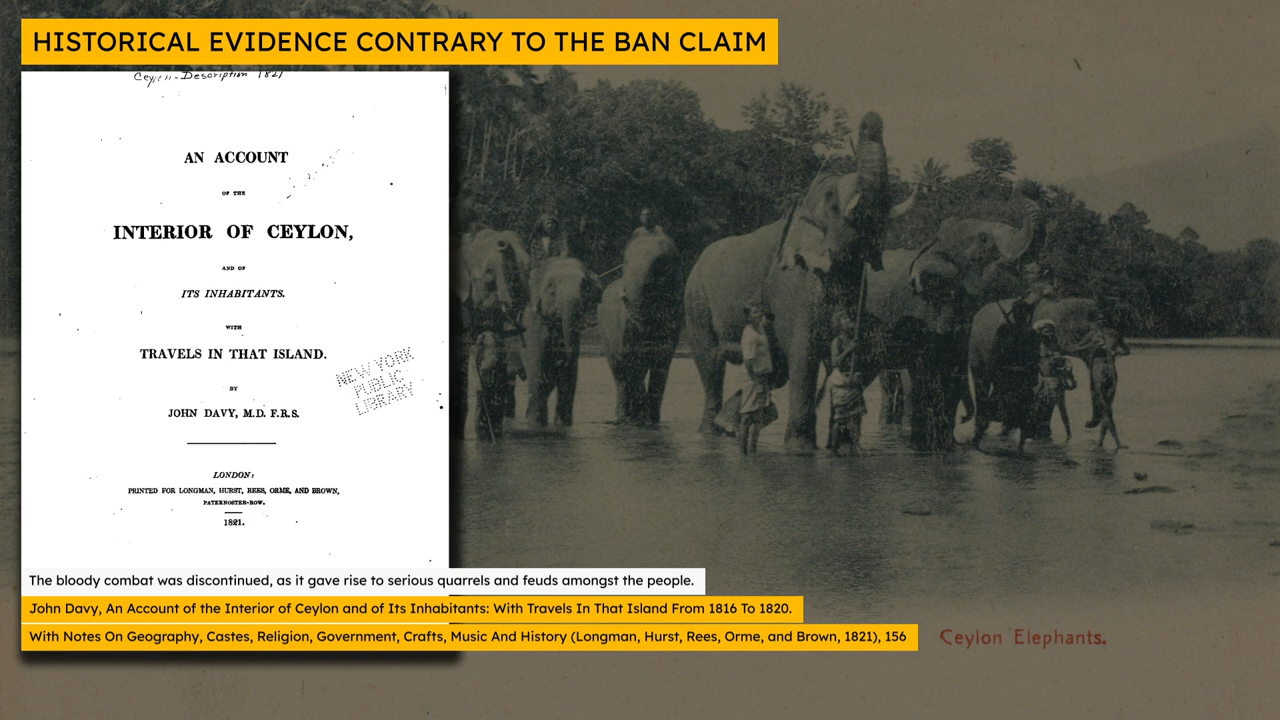 HISTORICAL EVIDENCE CONTRARY TO THE BAN CLAIM
Ceylon-Description 1821
AN ACCOUNT
OF THE
INTERIOR OF CEYLON,
AND OF
ITS INHABITANTS.
WITH
TRAVELS IN THAT ISLAND.
BY
JOHN DAVY, M.D. F.R.S.
NEW YORK
PUBLIC
LIBRARY
LONDON:
PRINTED FOR LONGMAN, HURST, REES, ORME, AND BROWN,
PATERNOSTER-ROW.
1821.
The bloody combat was discontinued, as it gave rise to serious quarrels and feuds amongst the people.
John Davy, An Account of the Interior of Ceylon and of Its Inhabitants: With Travels In That Island From 1816 To 1820.
With Notes On Geography, Castes, Religion, Government, Crafts, Music And History (Longman, Hurst, Rees, Orme, and Brown, 1821), 156
Ceylon Elephants.